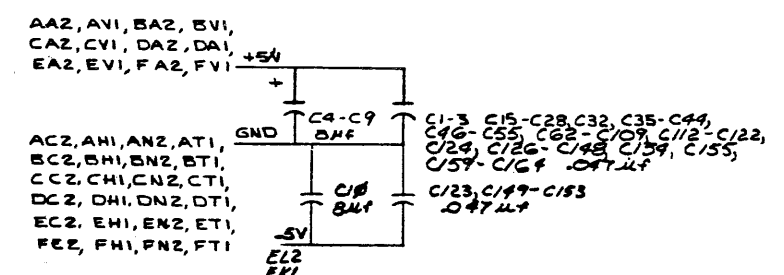 AA2, AV1, BA2, BV1,
CA2, CV1, DA2, DA1,
EA2, EV1, FA2, FV1 +5V
+
C4-C9
8μf
C1-3 C15-C28, C32, C35-C44,
C46-C55, C62-C109, C112-C122,
C124, C126-C148, C154, C155,
C159-C164 .047μf
GND
AC2, AH1, AN2, AT1,
BC2, BH1, BN2, BT1,
CC2, CH1, CN2, CT1,
DC2, DH1, DN2, DT1,
EC2, EH1, EN2, ET1,
FC2, FH1, FN2, FT1
C1Ø
8μf
C123, C149-C153
.047μf
-5V
EL2
EK1